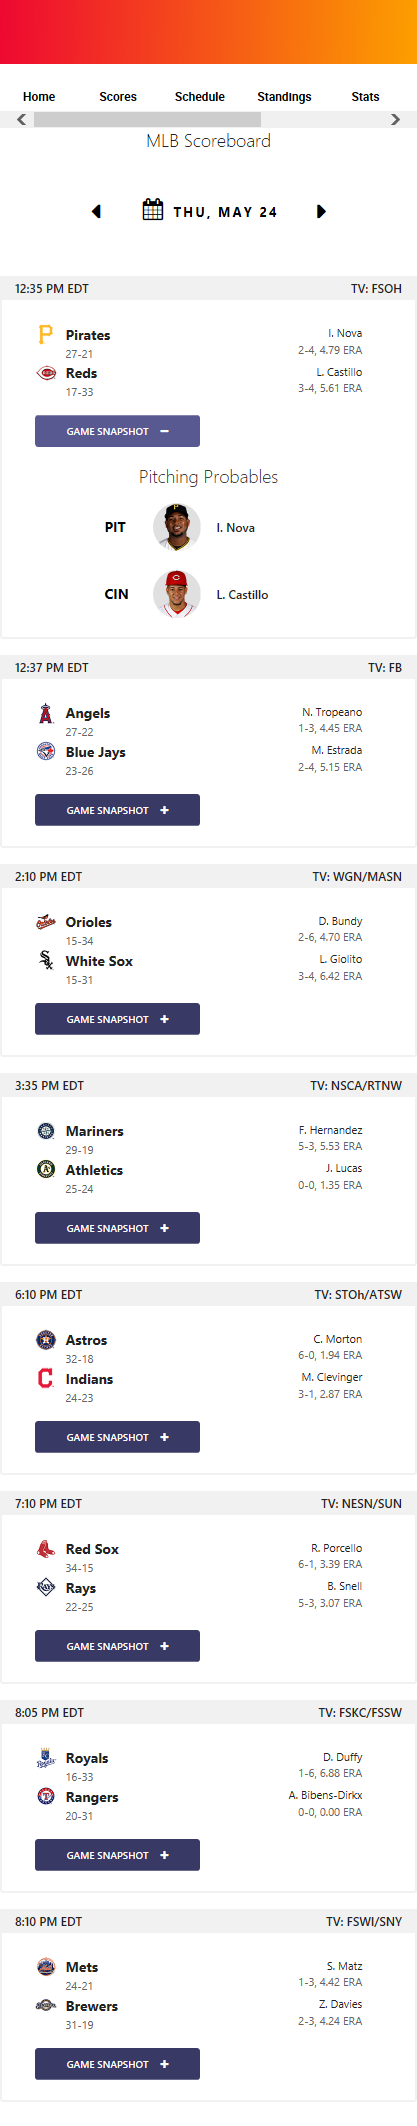 Home Scores Schedule Standings Stats
MLB Scoreboard
THU, MAY 24
12:35 PM EDT TV: FSOH
Pirates I. Nova
27-21 2-4, 4.79 ERA
Reds L. Castillo
17-33 3-4, 5.61 ERA
GAME SNAPSHOT −
Pitching Probables
PIT I. Nova
CIN L. Castillo
12:37 PM EDT TV: FB
Angels N. Tropeano
27-22 1-3, 4.45 ERA
Blue Jays M. Estrada
23-26 2-4, 5.15 ERA
GAME SNAPSHOT +
2:10 PM EDT TV: WGN/MASN
Orioles D. Bundy
15-34 2-6, 4.70 ERA
White Sox L. Giolito
15-31 3-4, 6.42 ERA
GAME SNAPSHOT +
3:35 PM EDT TV: NSCA/RTNW
Mariners F. Hernandez
29-19 5-3, 5.53 ERA
Athletics J. Lucas
25-24 0-0, 1.35 ERA
GAME SNAPSHOT +
6:10 PM EDT TV: STOh/ATSW
Astros C. Morton
32-18 6-0, 1.94 ERA
Indians M. Clevinger
24-23 3-1, 2.87 ERA
GAME SNAPSHOT +
7:10 PM EDT TV: NESN/SUN
Red Sox R. Porcello
34-15 6-1, 3.39 ERA
Rays B. Snell
22-25 5-3, 3.07 ERA
GAME SNAPSHOT +
8:05 PM EDT TV: FSKC/FSSW
Royals D. Duffy
16-33 1-6, 6.88 ERA
Rangers A. Bibens-Dirkx
20-31 0-0, 0.00 ERA
GAME SNAPSHOT +
8:10 PM EDT TV: FSWI/SNY
Mets S. Matz
24-21 1-3, 4.42 ERA
Brewers Z. Davies
31-19 2-3, 4.24 ERA
GAME SNAPSHOT +